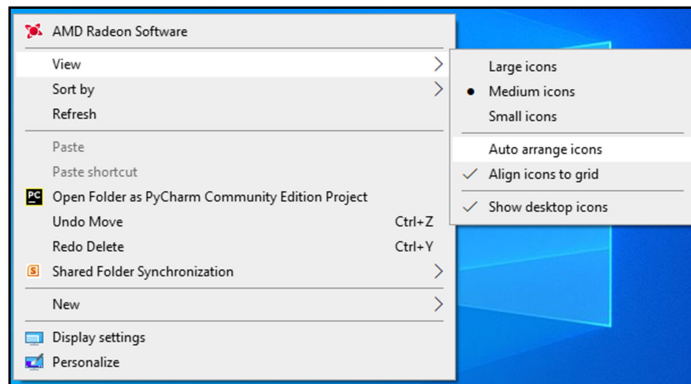 AMD Radeon Software
View
Sort by
Refresh
Paste
Paste shortcut
PC Open Folder as PyCharm Community Edition Project
Undo Move Ctrl+Z
Redo Delete Ctrl+Y
S Shared Folder Synchronization
New
Display settings
Personalize
Large icons
Medium icons
Small icons
Auto arrange icons
Align icons to grid
Show desktop icons